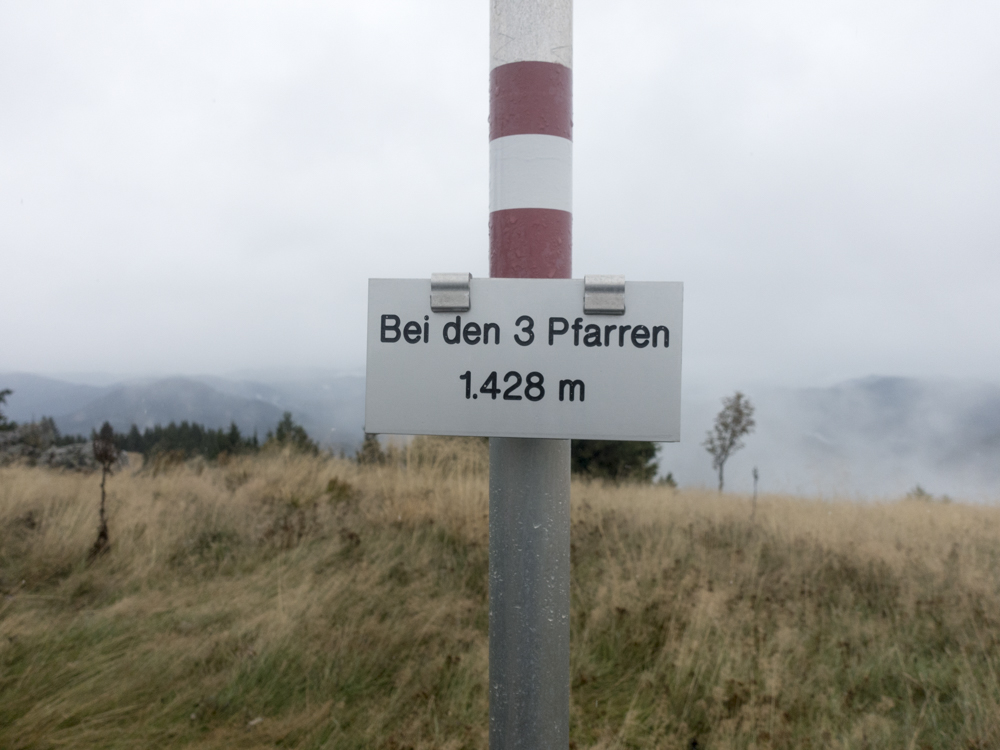 Bei den 3 Pfarren
1.428 m